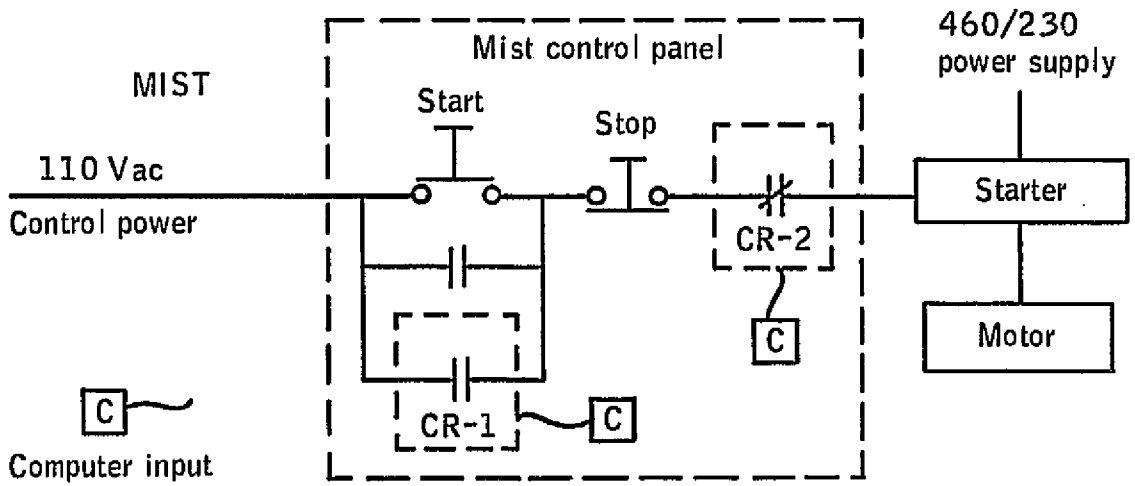 460/230
power supply
Mist control panel
MIST
Start
Stop
110 Vac
Control power
Starter
CR-2
C
Motor
C
CR-1
C
Computer input